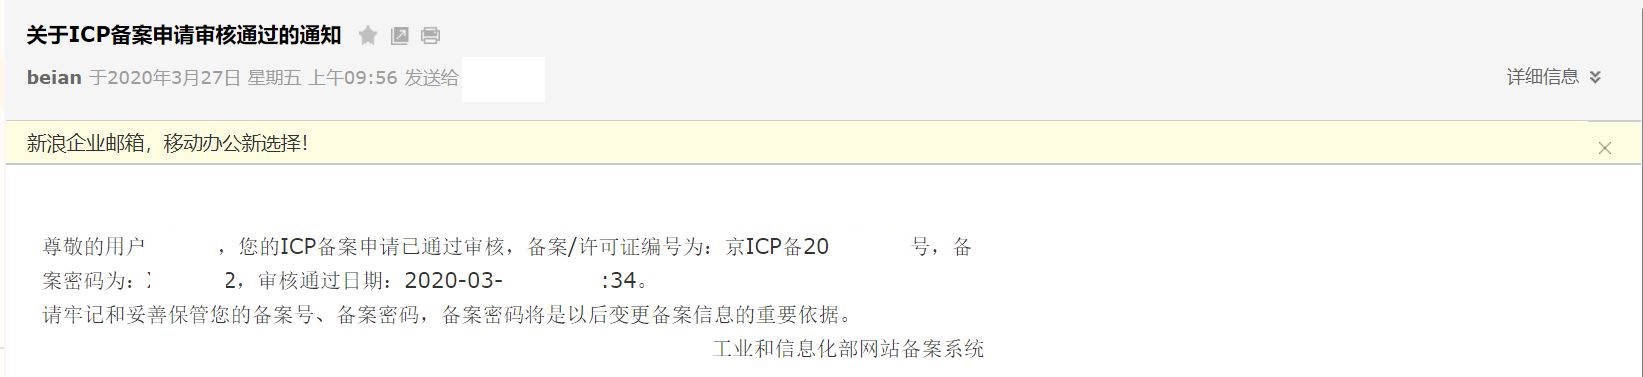 关于ICP备案申请审核通过的通知
beian 于2020年3月27日 星期五 上午09:56 发送给
详细信息
新浪企业邮箱，移动办公新选择！
尊敬的用户 ，您的ICP备案申请已通过审核，备案/许可证编号为：京ICP备20 号，备
案密码为： 2，审核通过日期：2020-03- :34。
请牢记和妥善保管您的备案号、备案密码，备案密码将是以后变更备案信息的重要依据。
工业和信息化部网站备案系统